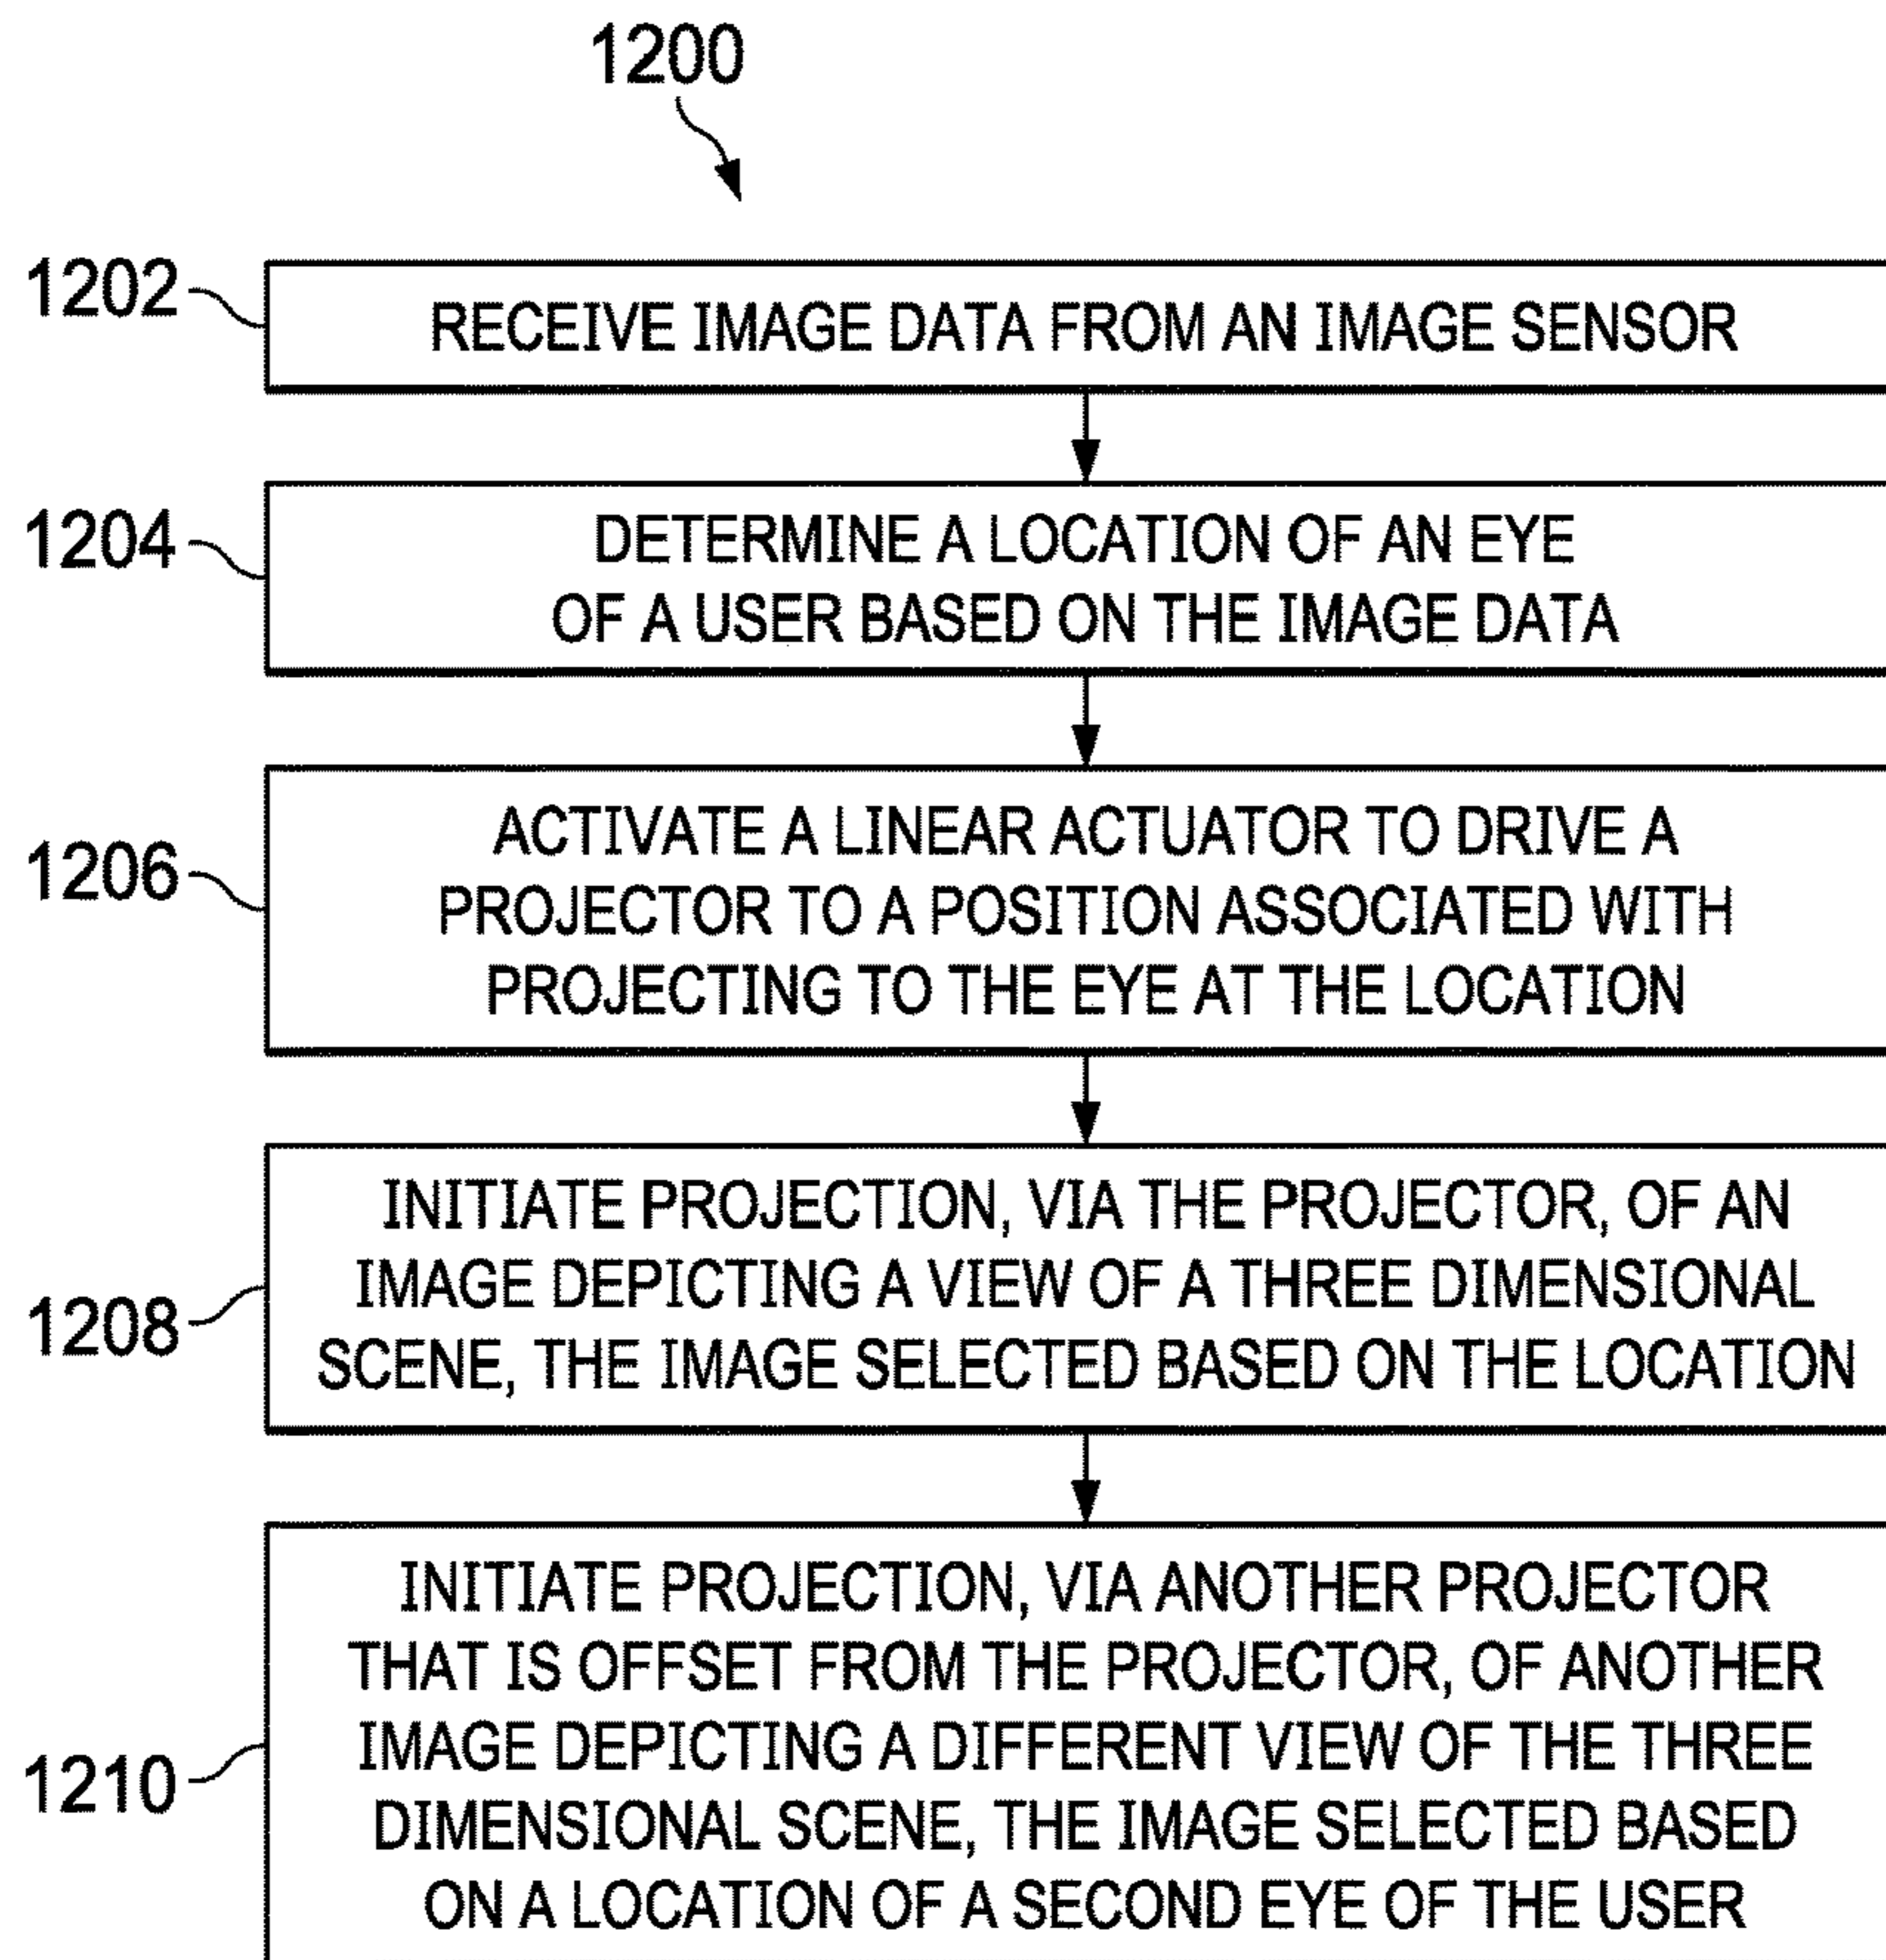 1200
1202
RECEIVE IMAGE DATA FROM AN IMAGE SENSOR
1204
DETERMINE A LOCATION OF AN EYE
OF A USER BASED ON THE IMAGE DATA
1206
ACTIVATE A LINEAR ACTUATOR TO DRIVE A
PROJECTOR TO A POSITION ASSOCIATED WITH
PROJECTING TO THE EYE AT THE LOCATION
1208
INITIATE PROJECTION, VIA THE PROJECTOR, OF AN
IMAGE DEPICTING A VIEW OF A THREE DIMENSIONAL
SCENE, THE IMAGE SELECTED BASED ON THE LOCATION
1210
INITIATE PROJECTION, VIA ANOTHER PROJECTOR
THAT IS OFFSET FROM THE PROJECTOR, OF ANOTHER
IMAGE DEPICTING A DIFFERENT VIEW OF THE THREE
DIMENSIONAL SCENE, THE IMAGE SELECTED BASED
ON A LOCATION OF A SECOND EYE OF THE USER